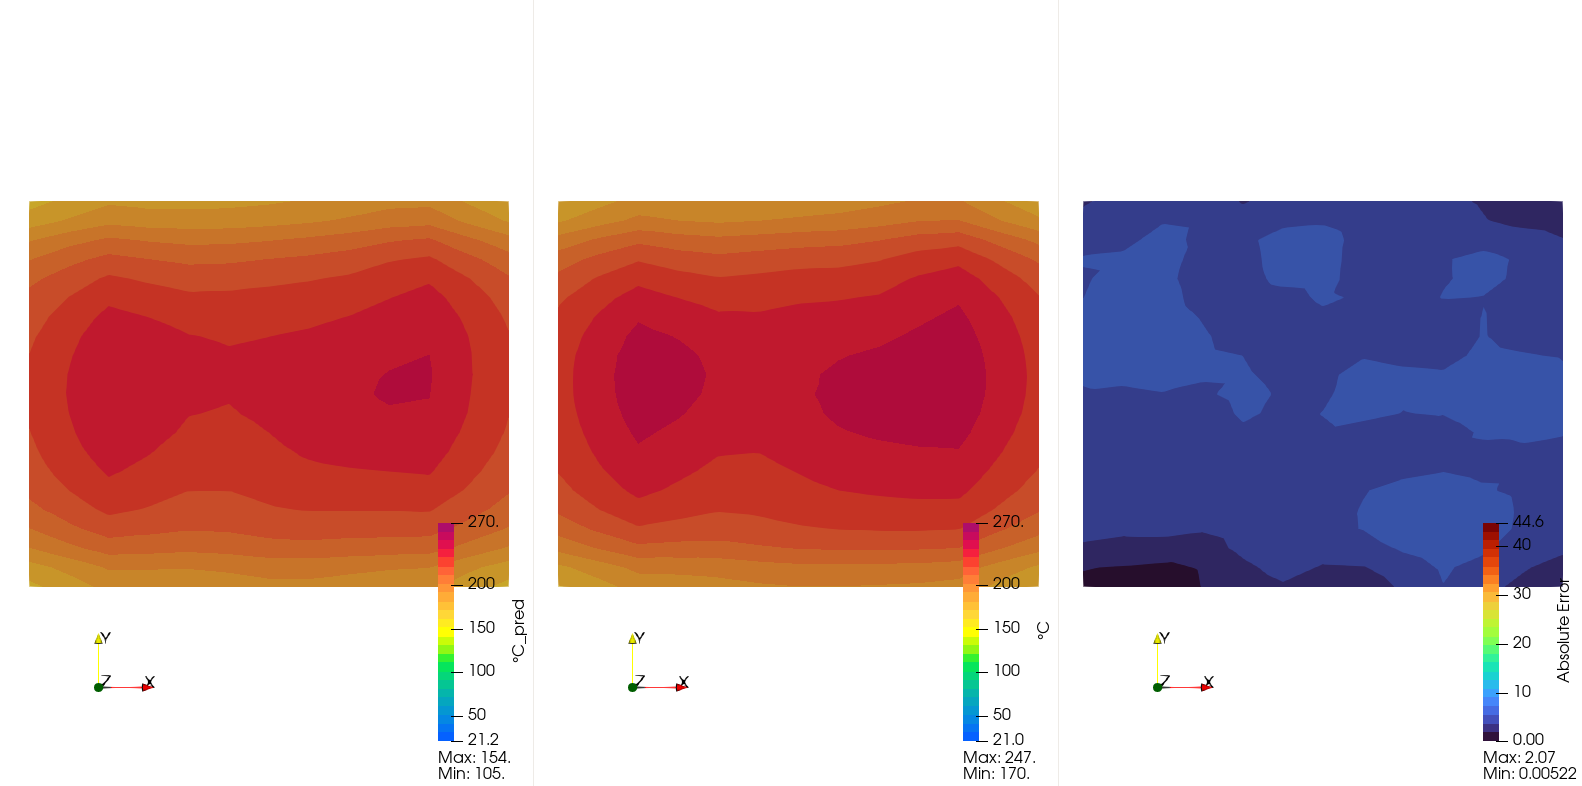 270.
200
150
100
50
21.2
°C_pred
Max: 154.
Min: 105.
Y
Z
X
270.
200
150
100
50
21.0
°C
Max: 247.
Min: 170.
Y
Z
X
44.6
40
30
20
10
0.00
Absolute Error
Max: 2.07
Min: 0.00522
Y
Z
X